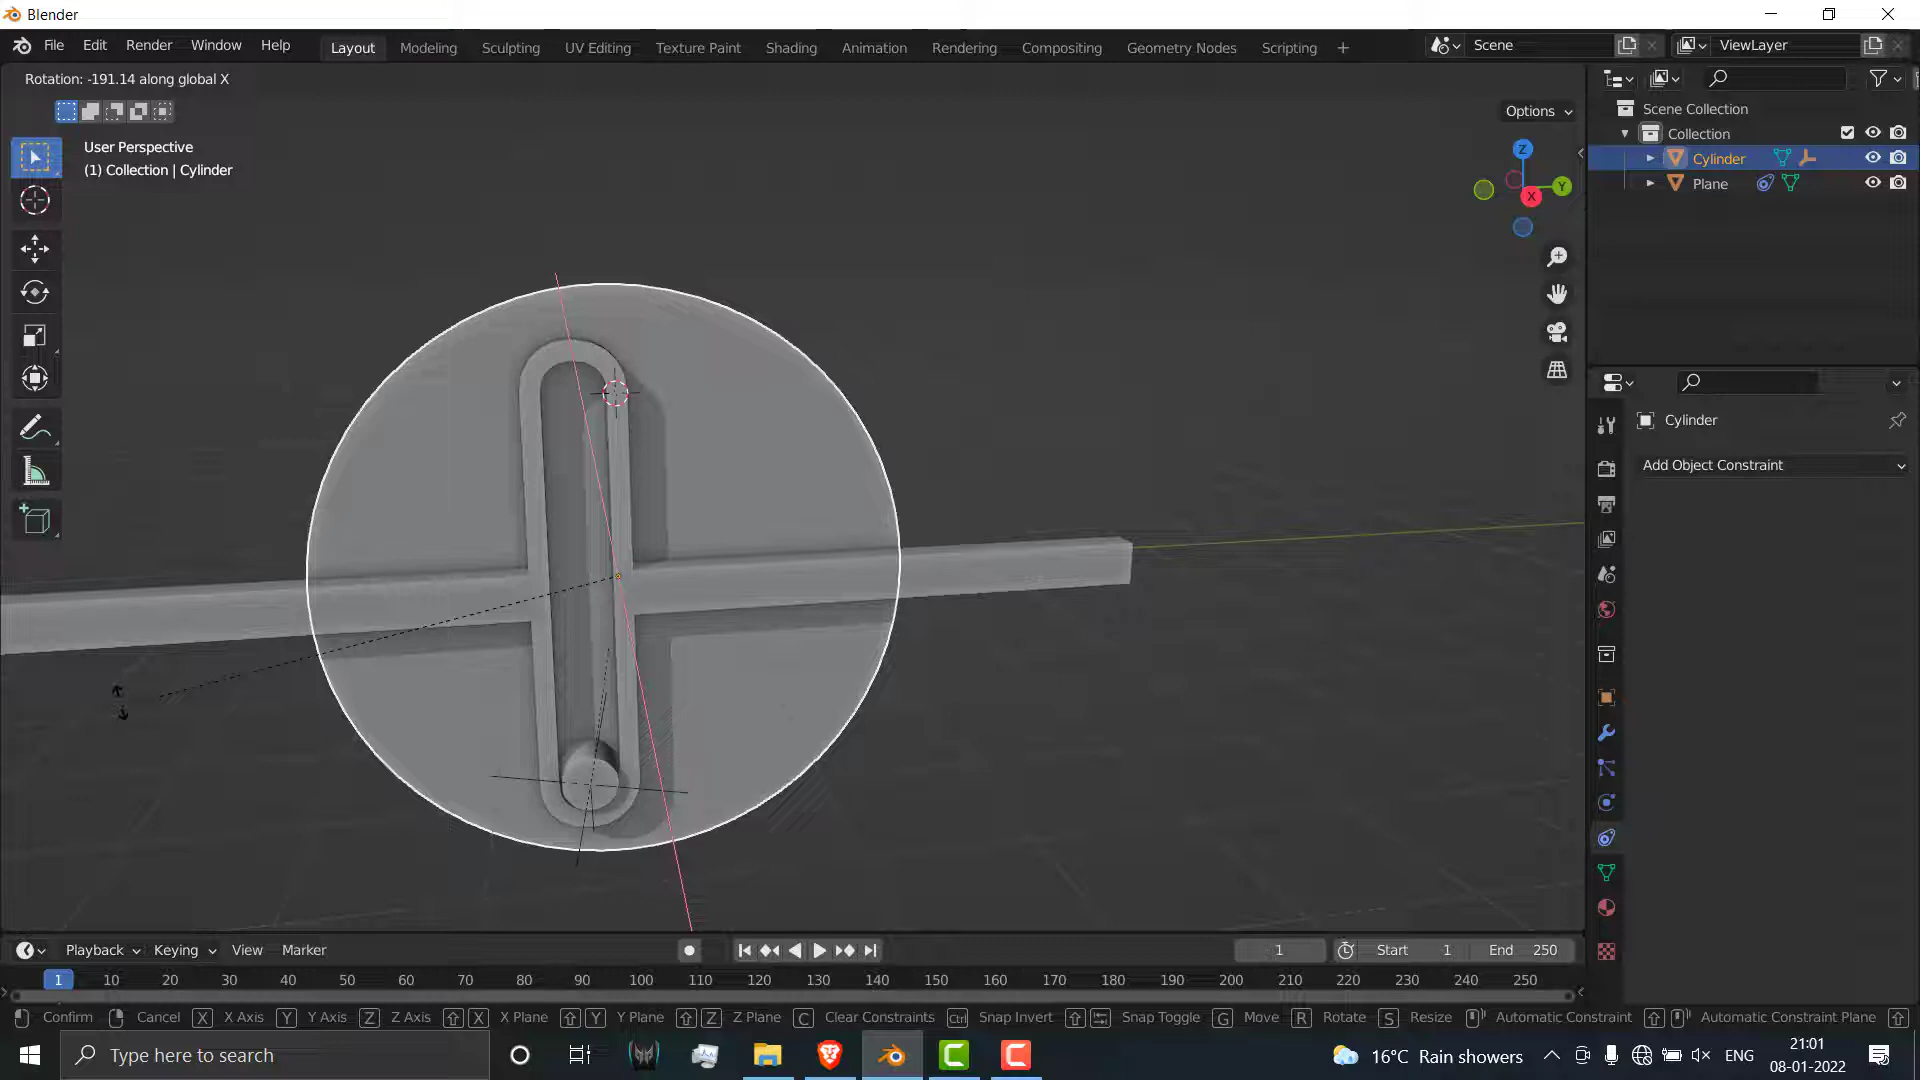 Blender
File Edit Render Window Help
Layout Modeling Sculpting UV Editing Texture Paint Shading Animation Rendering Compositing Geometry Nodes Scripting
Scene
ViewLayer
Rotation: -191.14 along global X
Options
User Perspective
(1) Collection | Cylinder
Z
Y
X
Scene Collection
Collection
Cylinder
Plane
Cylinder
Add Object Constraint
Playback Keying View Marker
1
Start 1
End 250
1 10 20 30 40 50 60 70 80 90 100 110 120 130 140 150 160 170 180 190 200 210 220 230 240 250
Confirm Cancel X X Axis Y Y Axis Z Z Axis X X Plane Y Y Plane Z Z Plane C Clear Constraints Ctrl Snap Invert Snap Toggle G Move R Rotate S Resize Automatic Constraint Automatic Constraint Plane
Type here to search
16°C Rain showers
ENG
21:01
08-01-2022